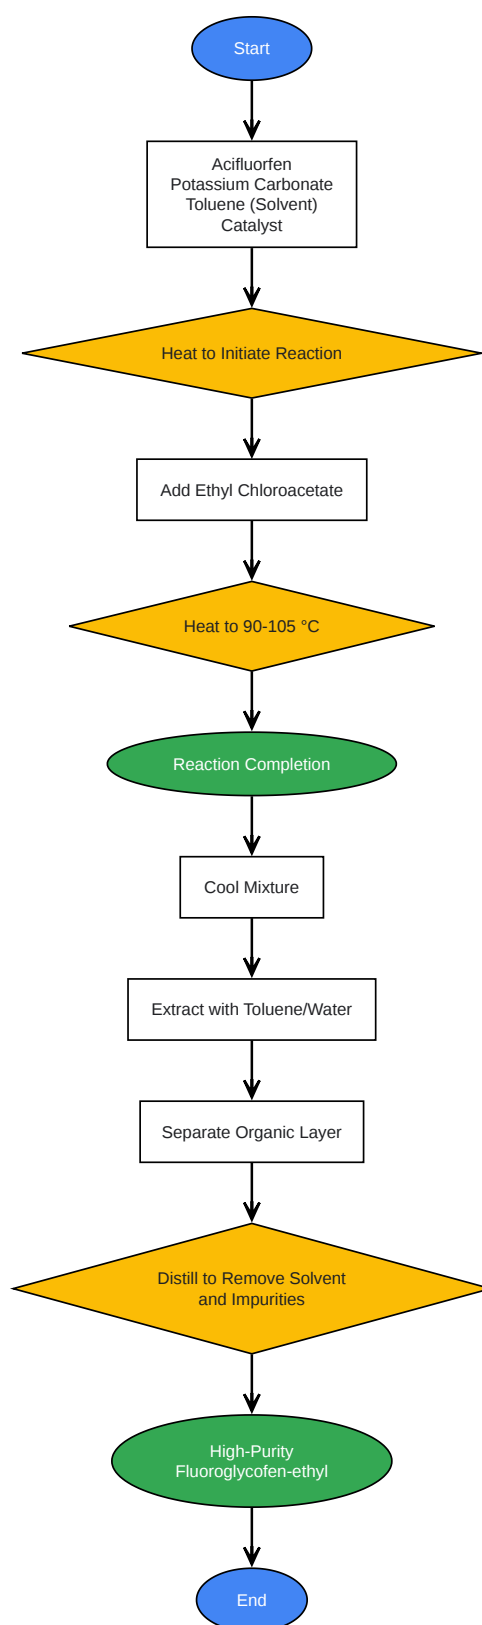 Start
Acifluorfen
Potassium Carbonate
Toluene (Solvent)
Catalyst
Heat to Initiate Reaction
Add Ethyl Chloroacetate
Heat to 90-105 °C
Reaction Completion
Cool Mixture
Extract with Toluene/Water
Separate Organic Layer
Distill to Remove Solvent
and Impurities
High-Purity
Fluoroglycofen-ethyl
End